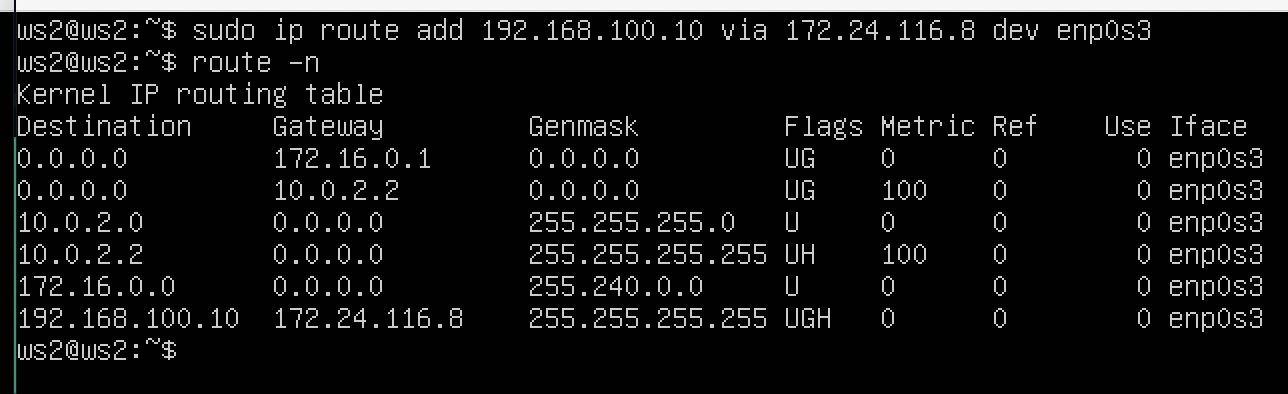 ws2@ws2:~$ sudo ip route add 192.168.100.10 via 172.24.116.8 dev enp0s3
ws2@ws2:~$ route -n
Kernel IP routing table
Destination     Gateway         Genmask         Flags Metric Ref    Use Iface
0.0.0.0         172.16.0.1      0.0.0.0         UG    0      0        0 enp0s3
0.0.0.0         10.0.2.2        0.0.0.0         UG    100    0        0 enp0s3
10.0.2.0        0.0.0.0         255.255.255.0   U     0      0        0 enp0s3
10.0.2.2        0.0.0.0         255.255.255.255 UH    100    0        0 enp0s3
172.16.0.0      0.0.0.0         255.240.0.0     U     0      0        0 enp0s3
192.168.100.10  172.24.116.8    255.255.255.255 UGH   0      0        0 enp0s3
ws2@ws2:~$